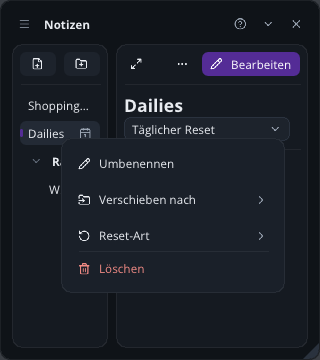 Notizen
Bearbeiten
Shopping...
Dailies
Dailies
Täglicher Reset
Umbenennen
Verschieben nach
Reset-Art
Löschen